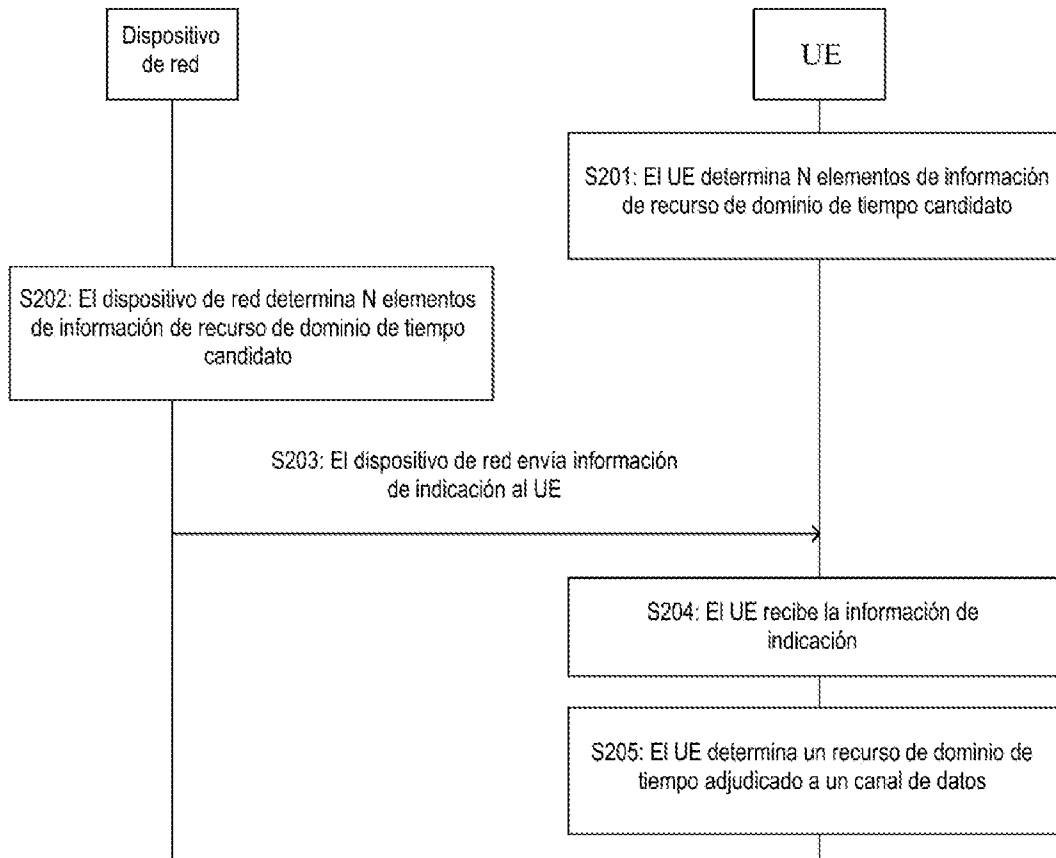 Dispositivo
de red
UE
S201: El UE determina N elementos de información
de recurso de dominio de tiempo candidato
S202: El dispositivo de red determina N elementos
de información de recurso de dominio de tiempo
candidato
S203: El dispositivo de red envía información
de indicación al UE
S204: El UE recibe la información de
indicación
S205: El UE determina un recurso de dominio de
tiempo adjudicado a un canal de datos